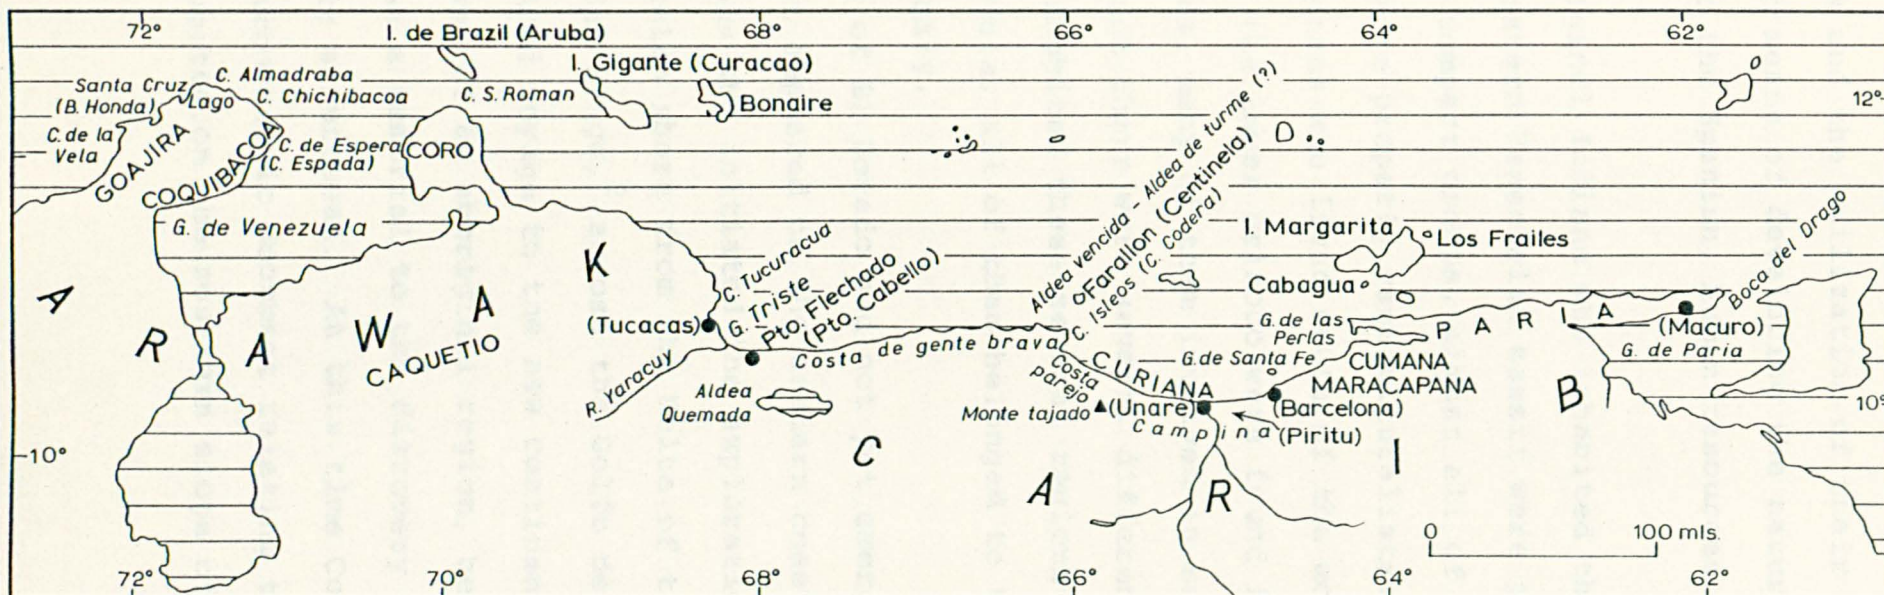 72°
68°
66°
64°
62°
I. de Brazil (Aruba)
I. Gigante (Curacao)
Bonaire
Santa Cruz
(B. Honda)
Lago
C. Almadraba
C. Chichibacoa
C. S. Roman
C. de la
Vela
GOAJIRA
COQUIBACOA
C. de Espera
(C. Espada)
CORO
G. de Venezuela
12°
Aldea vencida - Aldea de turme (?)
Farallon (Centinela)
C. Isleos (C. Codera)
I. Margarita
Los Frailes
Cabagua
Boca del Drago
C. Tucuracua
G. Triste
Pto. Flechado
(Pto. Cabello)
(Tucacas)
R. Yaracuy
Costa de gente brava
G. de las
Perlas
PARIA
(Macuro)
G. de Paria
G. de Santa Fe
CUMANA
MARACAPANA
CURIANA
Costa
parejo
Monte tajado
(Unare)
(Barcelona)
(Piritu)
Campina
Aldea
Quemada
CAQUETIO
ARAWAK
CARIB
10°
10°
0
100 mls.
72°
70°
68°
66°
64°
62°